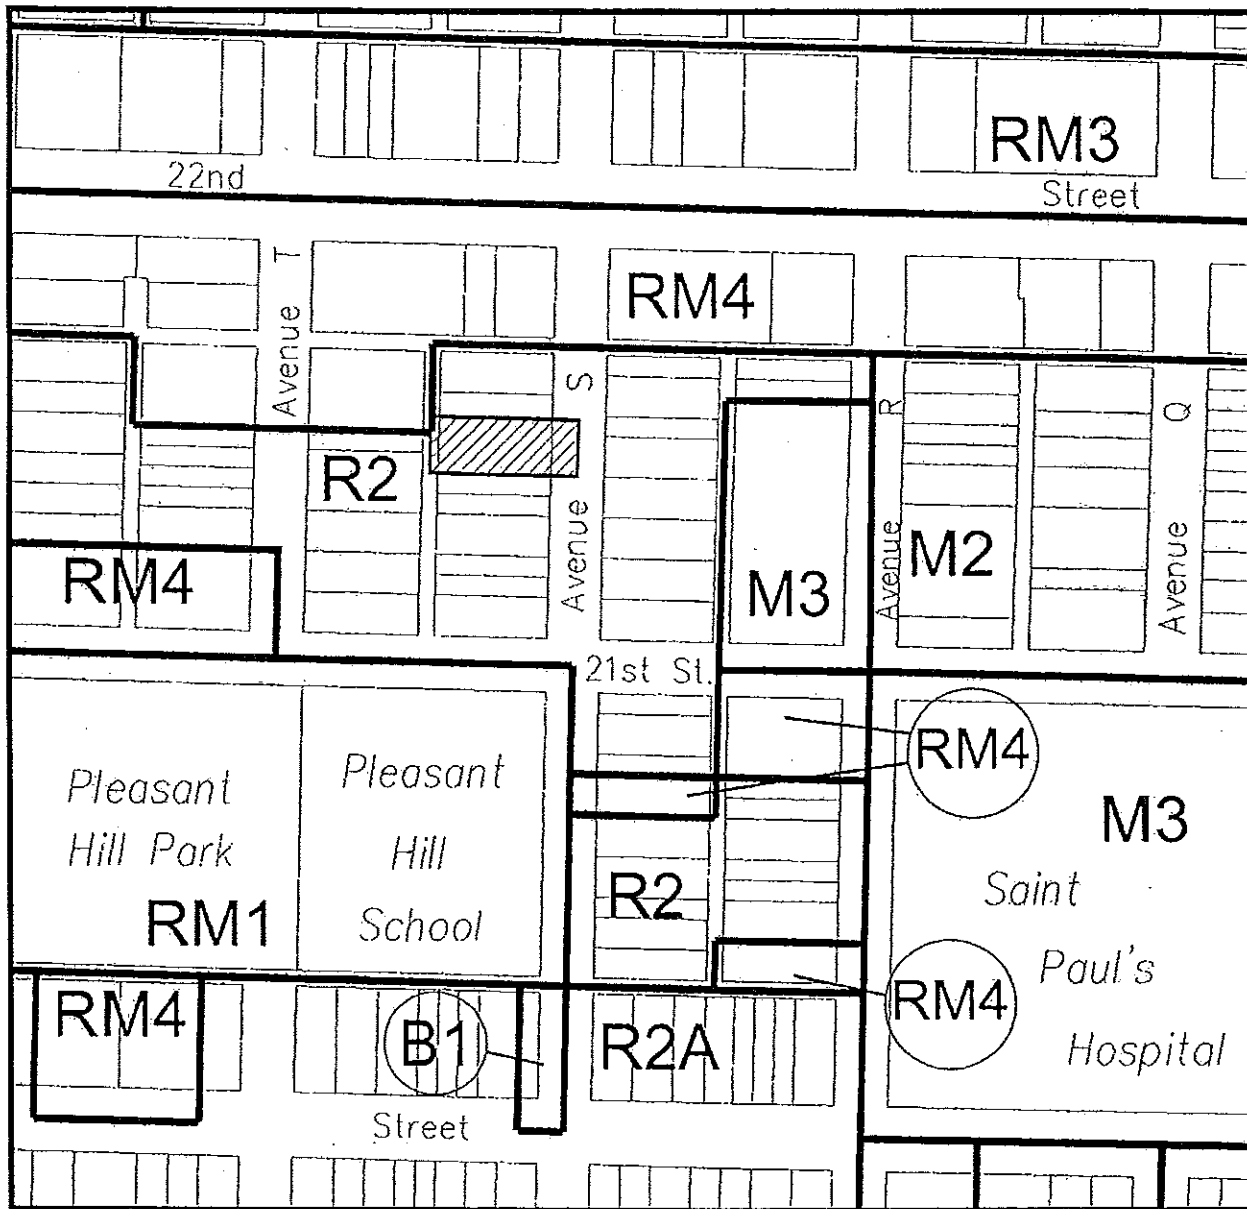 RM3
22nd
Street
Avenue T
RM4
Avenue S
Avenue R
Avenue Q
R2
M2
RM4
M3
21st St.
RM4
Pleasant
Hill Park
Pleasant
Hill
School
M3
Saint
Paul's
Hospital
RM1
R2
RM4
RM4
B1
R2A
Street